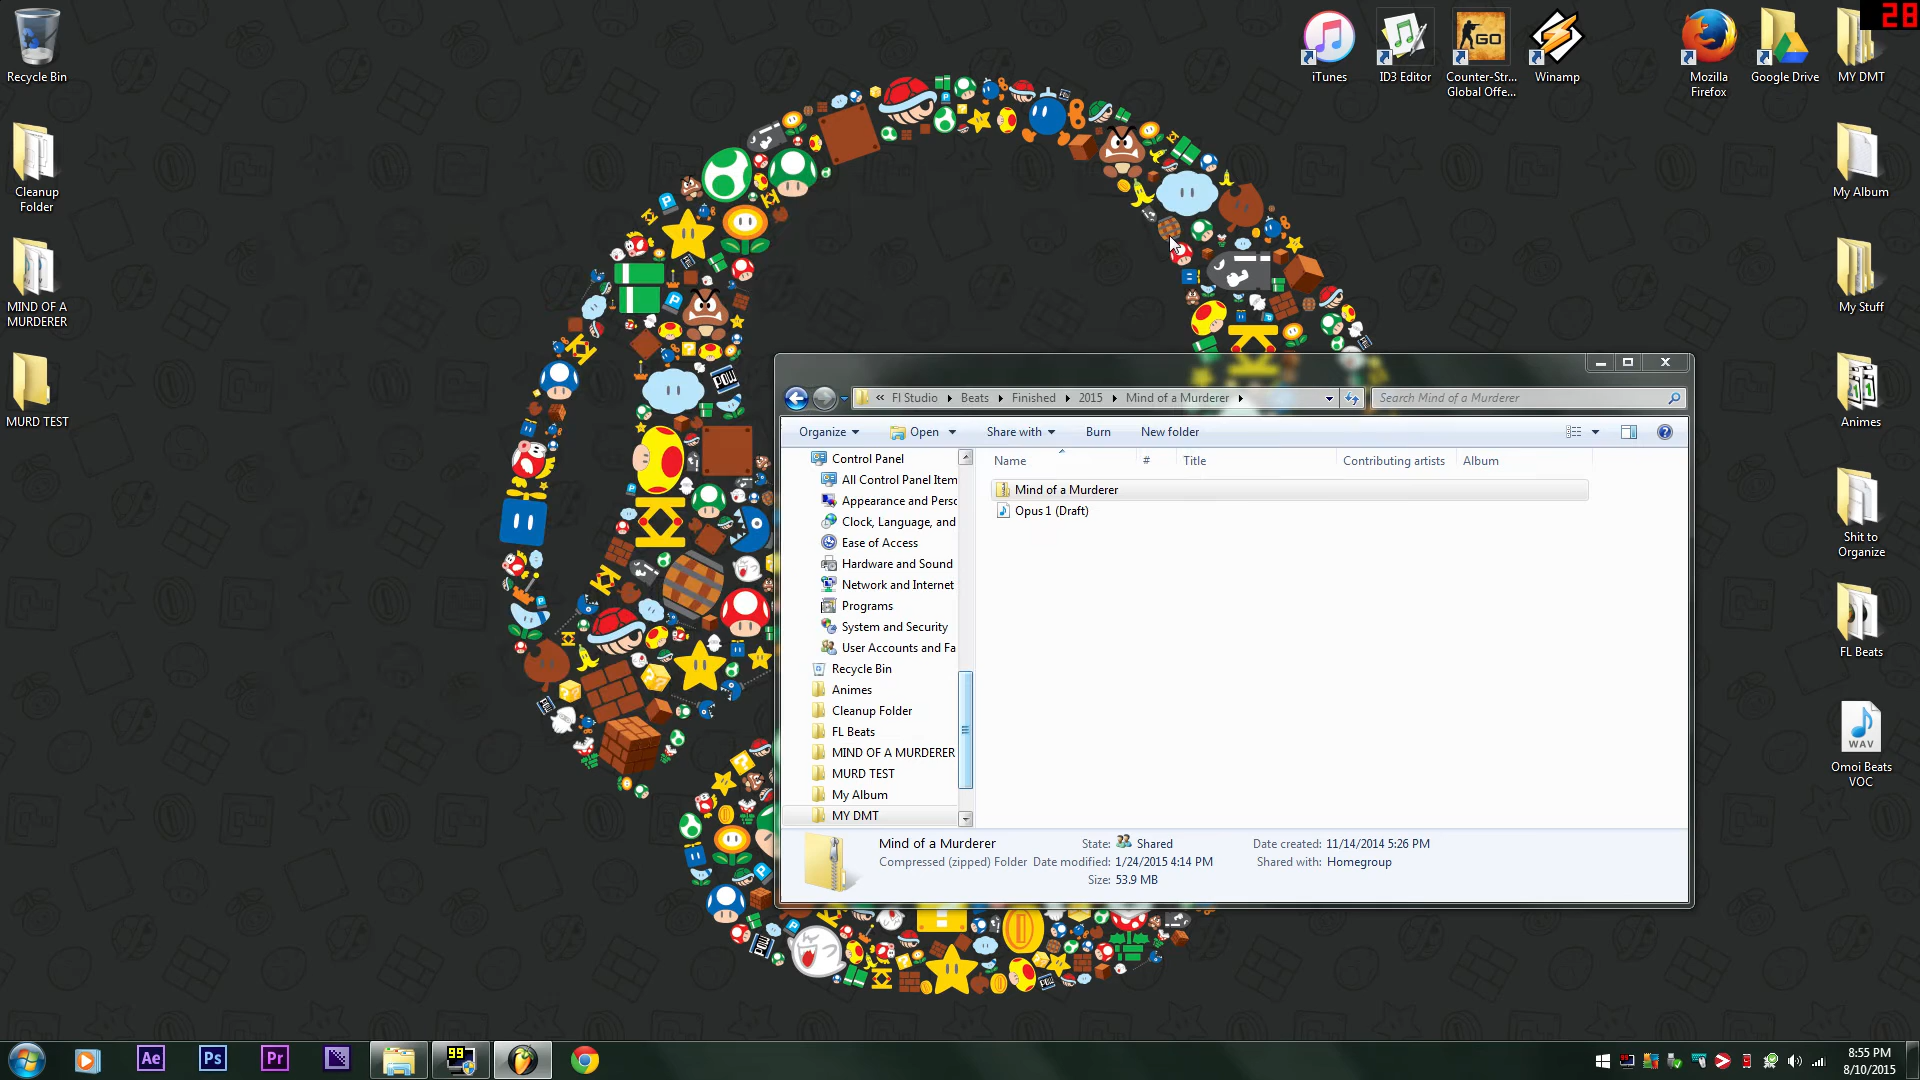 28
Recycle Bin
Cleanup
Folder
MIND OF A
MURDERER
MURD TEST
iTunes
ID3 Editor
GO
Counter-Str...
Global Offe...
Winamp
Mozilla
Firefox
Google Drive
MY DMT
My Album
My Stuff
Animes
Shit to
Organize
FL Beats
WAV
Omoi Beats
VOC
POW
« Fl Studio Beats Finished 2015 Mind of a Murderer
Search Mind of a Murderer
Organize Open Share with Burn New folder
Name # Title Contributing artists Album
Mind of a Murderer
Opus 1 (Draft)
Control Panel
All Control Panel Item
Appearance and Perso
Clock, Language, and
Ease of Access
Hardware and Sound
Network and Internet
Programs
System and Security
User Accounts and Fa
Recycle Bin
Animes
Cleanup Folder
FL Beats
MIND OF A MURDERER
MURD TEST
My Album
MY DMT
Mind of a Murderer State: Shared Date created: 11/14/2014 5:26 PM
Compressed (zipped) Folder Date modified: 1/24/2015 4:14 PM Shared with: Homegroup
Size: 53.9 MB
Ae
Ps
Pr
99
8:55 PM
8/10/2015